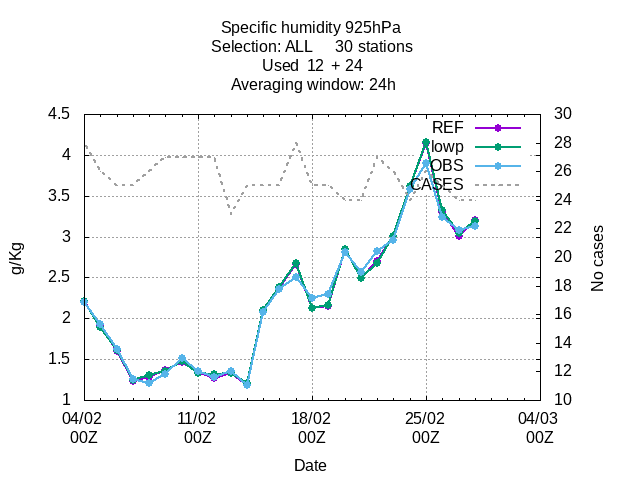 Specific humidity 925hPa
Selection: ALL 30 stations
Used 12 + 24
Averaging window: 24h
4.5
4
3.5
3
2.5
2
1.5
1
g/Kg
30
28
26
24
22
20
18
16
14
12
10
No cases
REF
lowp
OBS
CASES
04/02 11/02 18/02 25/02 04/03
00Z 00Z 00Z 00Z 00Z
Date